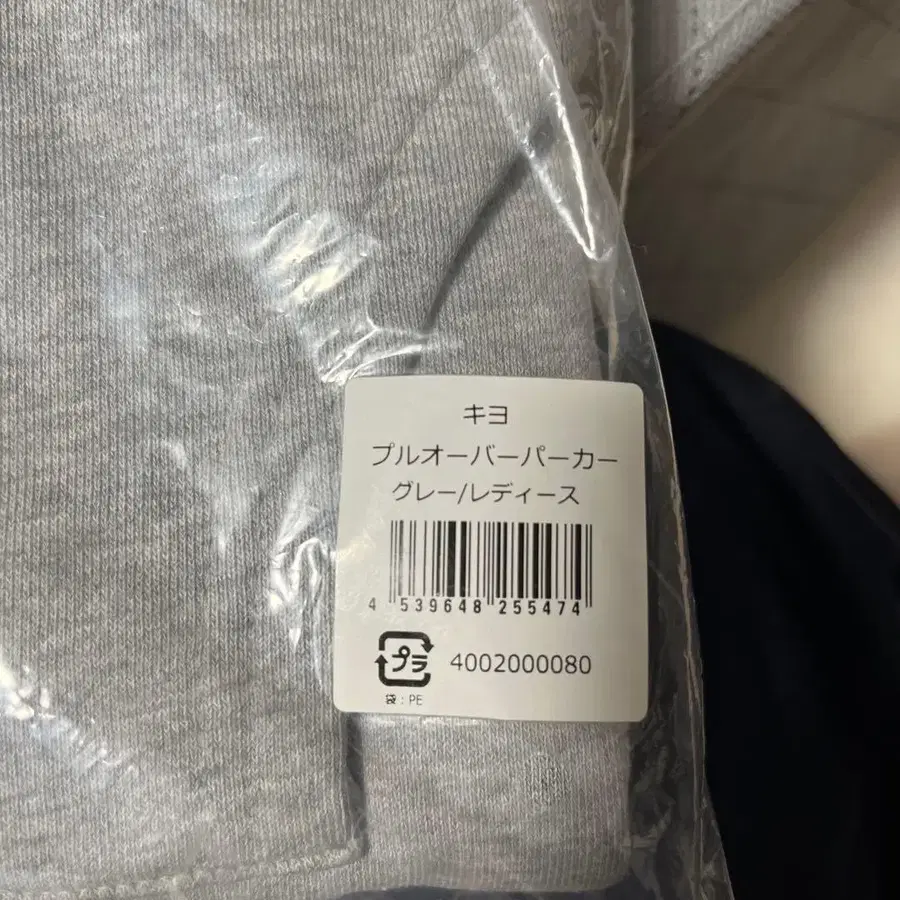 キヨ
プルオーバーパーカー
グレー/レディース
4 539648 255474
プラ 4002000080
袋：PE